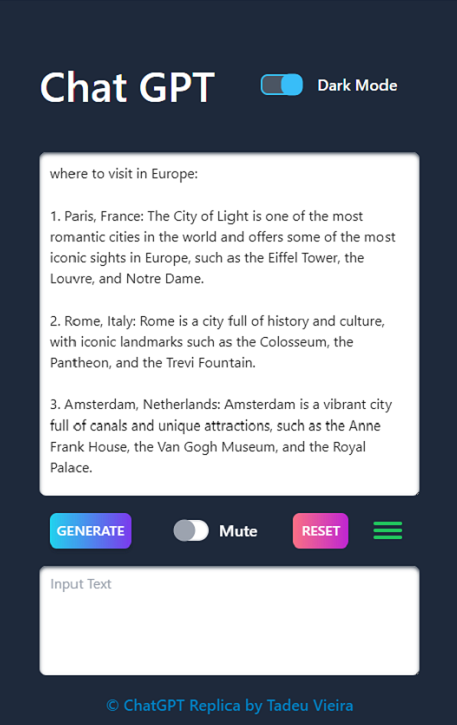 Chat GPT
Dark Mode
where to visit in Europe:
1. Paris, France: The City of Light is one of the most
romantic cities in the world and offers some of the most
iconic sights in Europe, such as the Eiffel Tower, the
Louvre, and Notre Dame.
2. Rome, Italy: Rome is a city full of history and culture,
with iconic landmarks such as the Colosseum, the
Pantheon, and the Trevi Fountain.
3. Amsterdam, Netherlands: Amsterdam is a vibrant city
full of canals and unique attractions, such as the Anne
Frank House, the Van Gogh Museum, and the Royal
Palace.
GENERATE
Mute
RESET
Input Text
© ChatGPT Replica by Tadeu Vieira